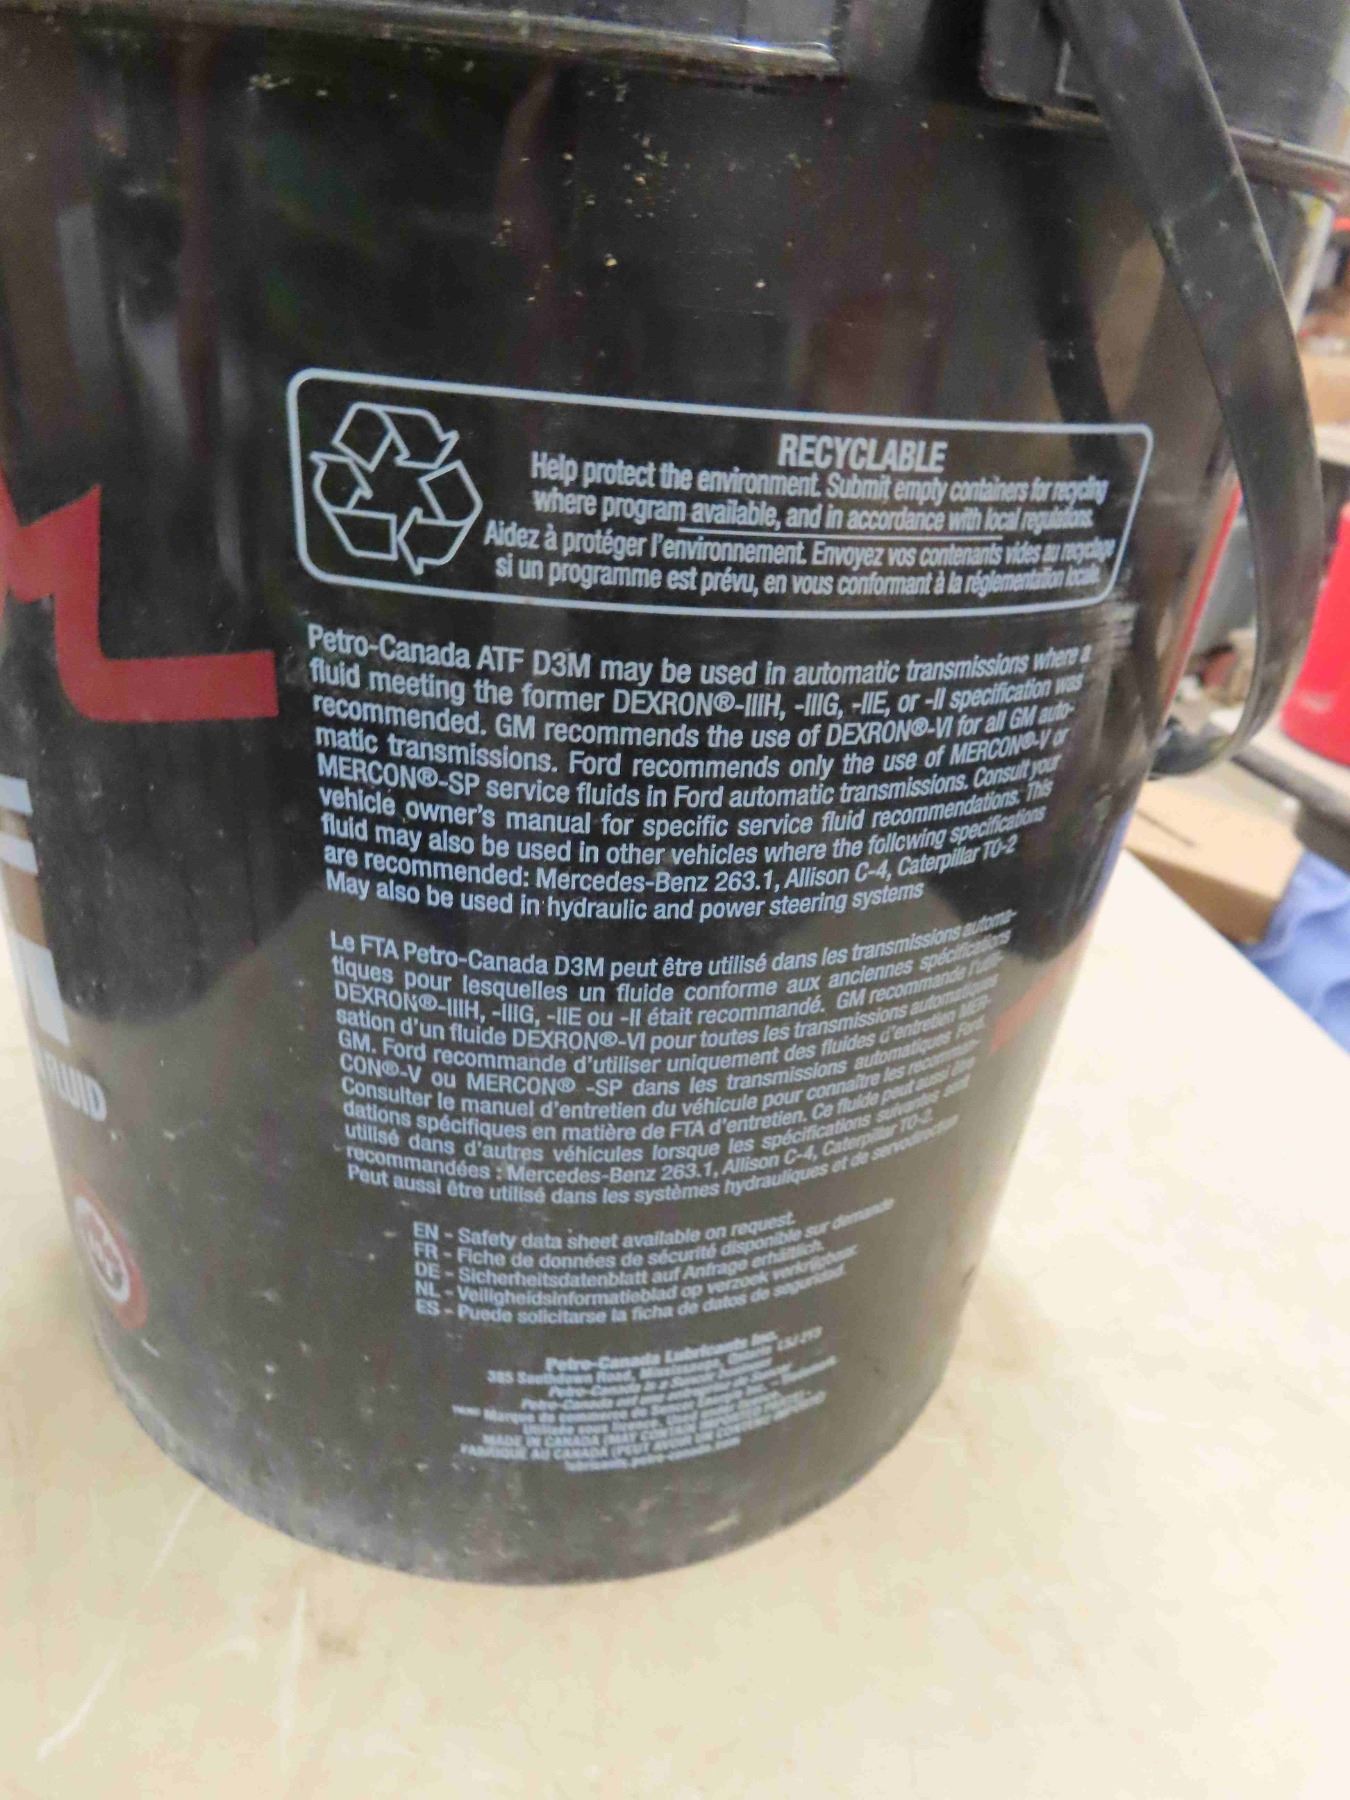 RECYCLABLE
Help protect the environment. Submit empty containers for recycling
where program available, and in accordance with local regulations.
Aidez à protéger l'environnement. Envoyez vos contenants vides au recyclage
si un programme est prévu, en vous conformant à la réglementation locale.
Petro-Canada ATF D3M may be used in automatic transmissions where a
fluid meeting the former DEXRON®-IIIH, -IIIG, -IIE, or -II specification was
recommended. GM recommends the use of DEXRON®-VI for all GM auto-
matic transmissions. Ford recommends only the use of MERCON®-V or
MERCON®-SP service fluids in Ford automatic transmissions. Consult your
vehicle owner's manual for specific service fluid recommendations. This
fluid may also be used in other vehicles where the following specifications
are recommended: Mercedes-Benz 263.1, Allison C-4, Caterpillar TO-2
May also be used in hydraulic and power steering systems
Le FTA Petro-Canada D3M peut être utilisé dans les transmissions automa-
tiques pour lesquelles un fluide conforme aux anciennes spécifications
DEXRON®-IIIH, -IIIG, -IIE ou -II était recommandé. GM recommande l'utili-
sation d'un fluide DEXRON®-VI pour toutes les transmissions automatiques
GM. Ford recommande d'utiliser uniquement des fluides d'entretien MER-
CON®-V ou MERCON® -SP dans les transmissions automatiques Ford.
Consulter le manuel d'entretien du véhicule pour connaître les recomman-
dations spécifiques en matière de FTA d'entretien. Ce fluide peut aussi être
utilisé dans d'autres véhicules lorsque les spécifications suivantes sont
recommandées : Mercedes-Benz 263.1, Allison C-4, Caterpillar TO-2.
Peut aussi être utilisé dans les systèmes hydrauliques et de servodirection
EN - Safety data sheet available on request.
FR - Fiche de données de sécurité disponible sur demande
DE - Sicherheitsdatenblatt auf Anfrage erhältlich.
NL - Veiligheidsinformatieblad op verzoek verkrijgbaar.
ES - Puede solicitarse la ficha de datos de seguridad.
Petro-Canada Lubricants Inc.
385 Southdown Road, Mississauga, Ontario
Petro-Canada is a Suncor
MADE IN CANADA (MAY CONTAIN
FABRIQUÉ AU CANADA (PEUT AVOIR UN
FLUID